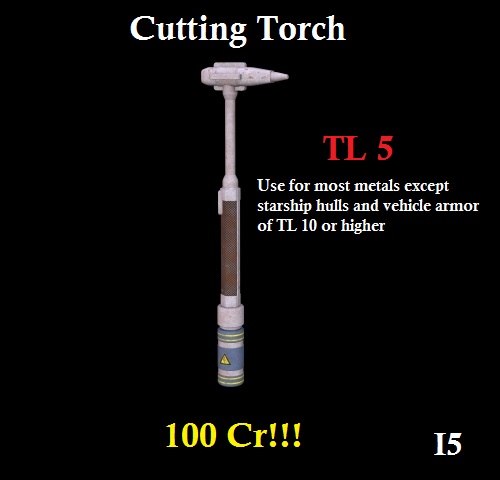 Cutting Torch
TL 5
Use for most metals except
starship hulls and vehicle armor
of TL 10 or higher
100 Cr!!!
I5